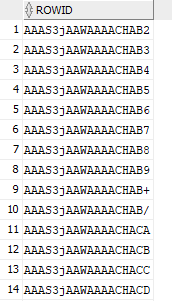 ROWID
1 AAAS3jAAWAAAACHAB2
2 AAAS3jAAWAAAACHAB3
3 AAAS3jAAWAAAACHAB4
4 AAAS3jAAWAAAACHAB5
5 AAAS3jAAWAAAACHAB6
6 AAAS3jAAWAAAACHAB7
7 AAAS3jAAWAAAACHAB8
8 AAAS3jAAWAAAACHAB9
9 AAAS3jAAWAAAACHAB+
10 AAAS3jAAWAAAACHAB/
11 AAAS3jAAWAAAACHACA
12 AAAS3jAAWAAAACHACB
13 AAAS3jAAWAAAACHACC
14 AAAS3jAAWAAAACHACD